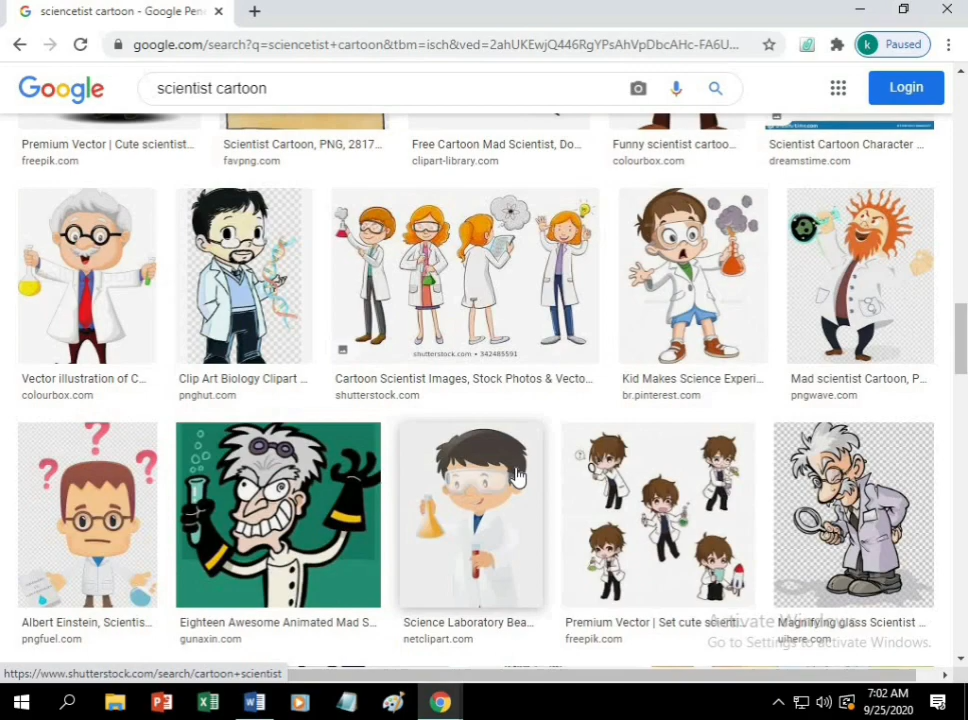 sciencetist cartoon - Google Pen
google.com/search?q=sciencetist+cartoon&tbm=isch&ved=2ahUKEwjQ446RgYPsAhVpDbcAHc-FA6U...
k Paused
Google
scientist cartoon
Login
Premium Vector | Cute scientist...
freepik.com
Scientist Cartoon, PNG, 2817...
favpng.com
Free Cartoon Mad Scientist, Do...
clipart-library.com
Funny scientist cartoo...
colourbox.com
Scientist Cartoon Character ...
dreamstime.com
shutterstock.com • 342485591
Vector illustration of C...
colourbox.com
Clip Art Biology Clipart ...
pnghut.com
Cartoon Scientist Images, Stock Photos & Vecto...
shutterstock.com
Kid Makes Science Experi...
br.pinterest.com
Mad scientist Cartoon, P...
pngwave.com
Albert Einstein, Scientis...
pngfuel.com
Eighteen Awesome Animated Mad S...
gunaxin.com
Science Laboratory Bea...
netclipart.com
Premium Vector | Set cute scienti...
freepik.com
Magnifying glass Scientist ...
uihere.com
Activate Windows
Go to Settings to activate Windows.
https://www.shutterstock.com/search/cartoon+scientist
7:02 AM
9/25/2020